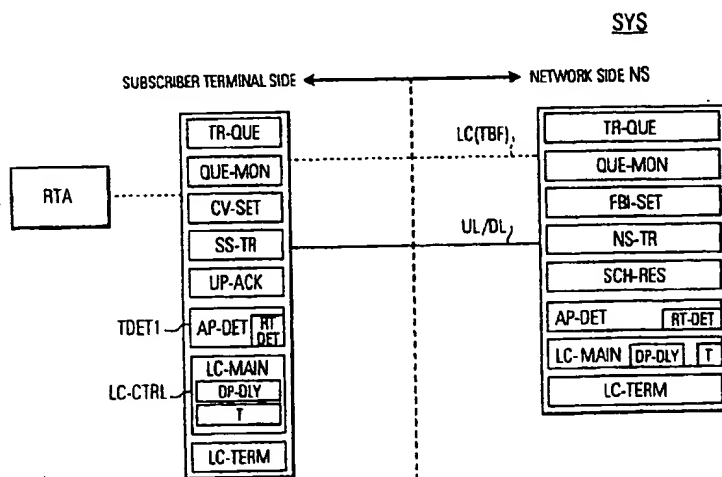 SYS
SUBSCRIBER TERMINAL SIDE
NETWORK SIDE NS
RTA
TR-QUE
QUE-MON
CV-SET
SS-TR
UP-ACK
TDET1
AP-DET
RT
DET
LC-CTRL
LC-MAIN
DP-DLY
T
LC-TERM
LC(TBF)
UL/DL
TR-QUE
QUE-MON
FBI-SET
NS-TR
SCH-RES
AP-DET RT-DET
LC-MAIN DP-DLY T
LC-TERM